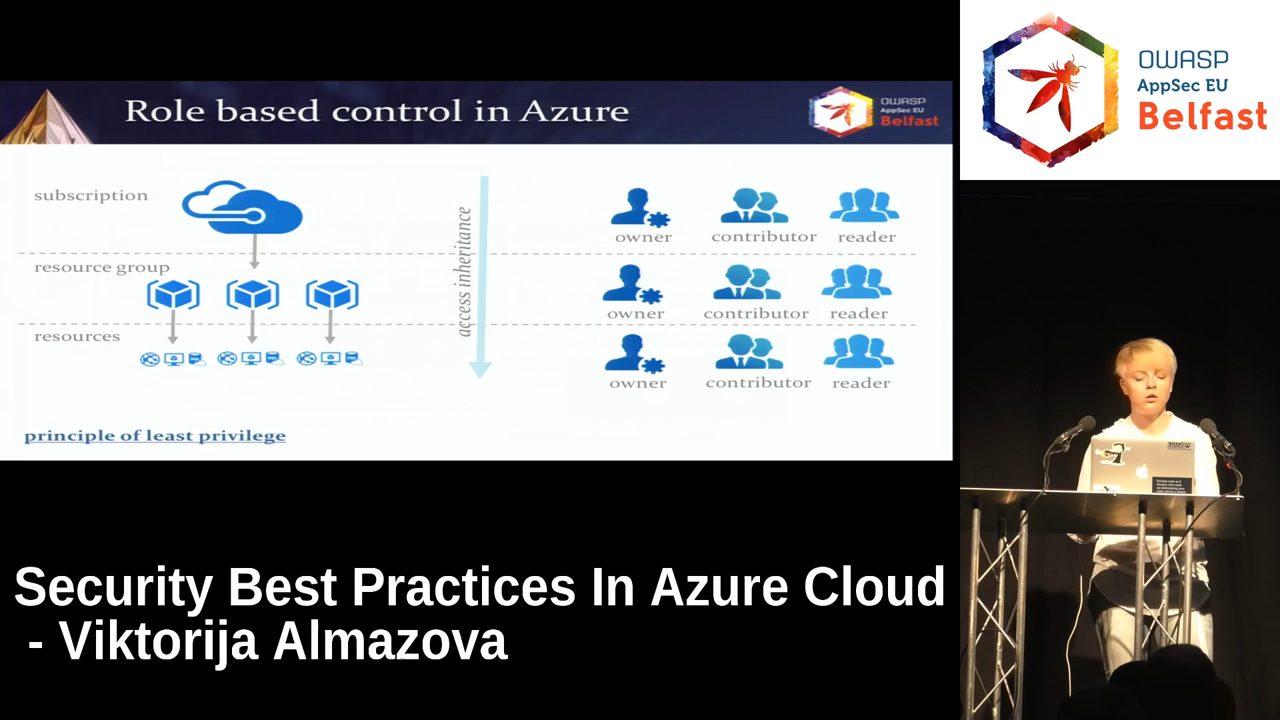 Role based control in Azure
OWASP
AppSec EU
Belfast
subscription
resource group
resources
access inheritance
owner contributor reader
owner contributor reader
owner contributor reader
principle of least privilege
OWASP
AppSec EU
Belfast
Security Best Practices In Azure Cloud
- Viktorija Almazova